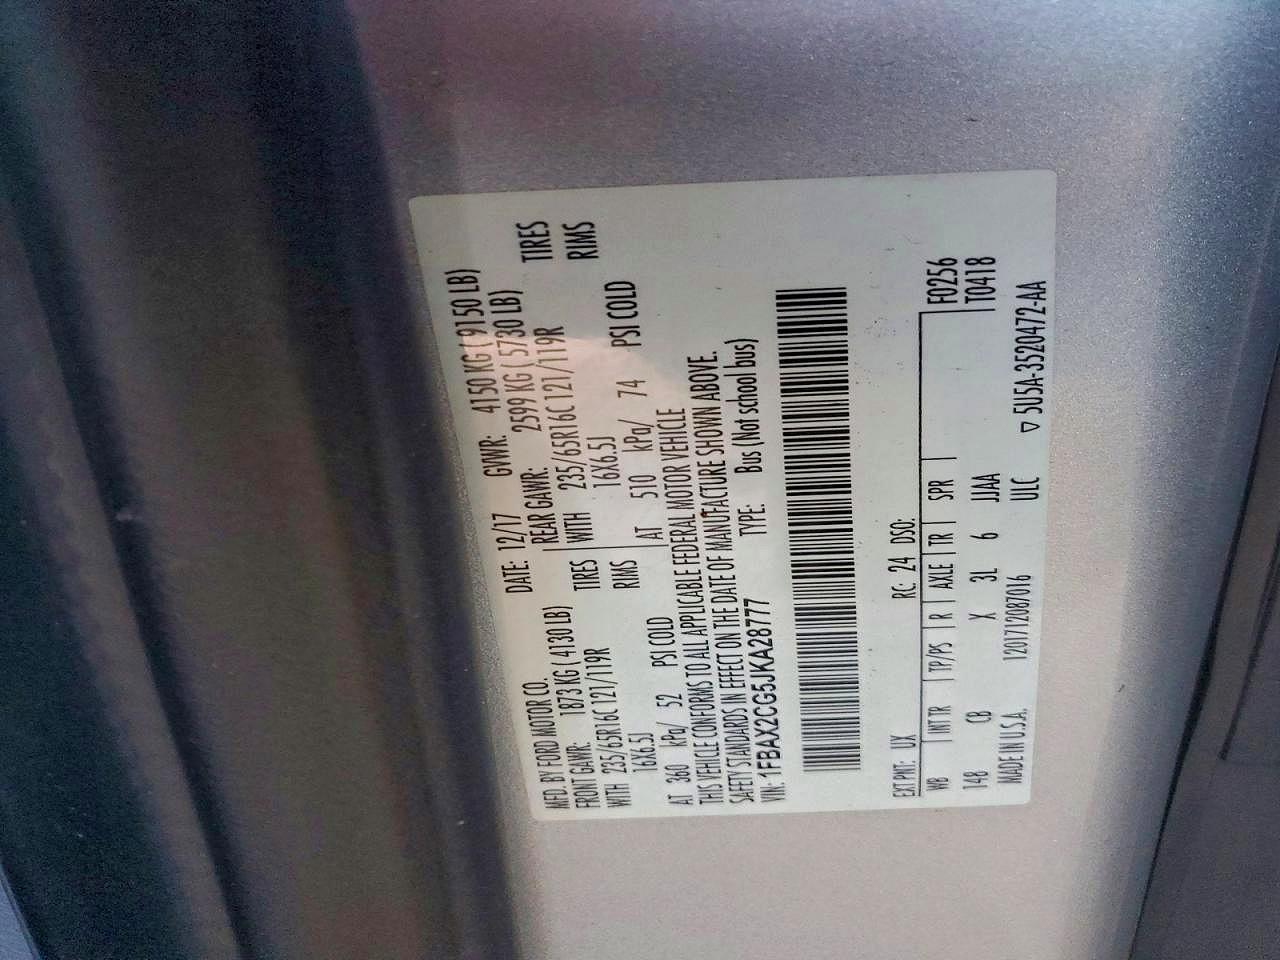 MFD. BY FORD MOTOR CO. DATE: 12/17 GVWR: 4150 KG ( 9150 LB)
FRONT GAWR: 1873 KG ( 4130 LB) REAR GAWR: 2599 KG ( 5730 LB)
WITH 235/65R16C 121/119R TIRES WITH 235/65R16C 121/119R TIRES
16X6.5J RIMS 16X6.5J RIMS
AT 360 kPa/ 52 PSI COLD AT 510 kPa/ 74 PSI COLD
THIS VEHICLE CONFORMS TO ALL APPLICABLE FEDERAL MOTOR VEHICLE
SAFETY STANDARDS IN EFFECT ON THE DATE OF MANUFACTURE SHOWN ABOVE.
VIN: 1FBAX2CG5JKA28777 TYPE: Bus (Not school bus)
EXT PNT: UX RC: 24 DSO:
WB INT TR TP/PS R AXLE TR SPR F0256
148 CB X 3L 6 JJAA T0418
MADE IN U.S.A. 1201712087016 ULC ▽ 5U5A-3520472-AA